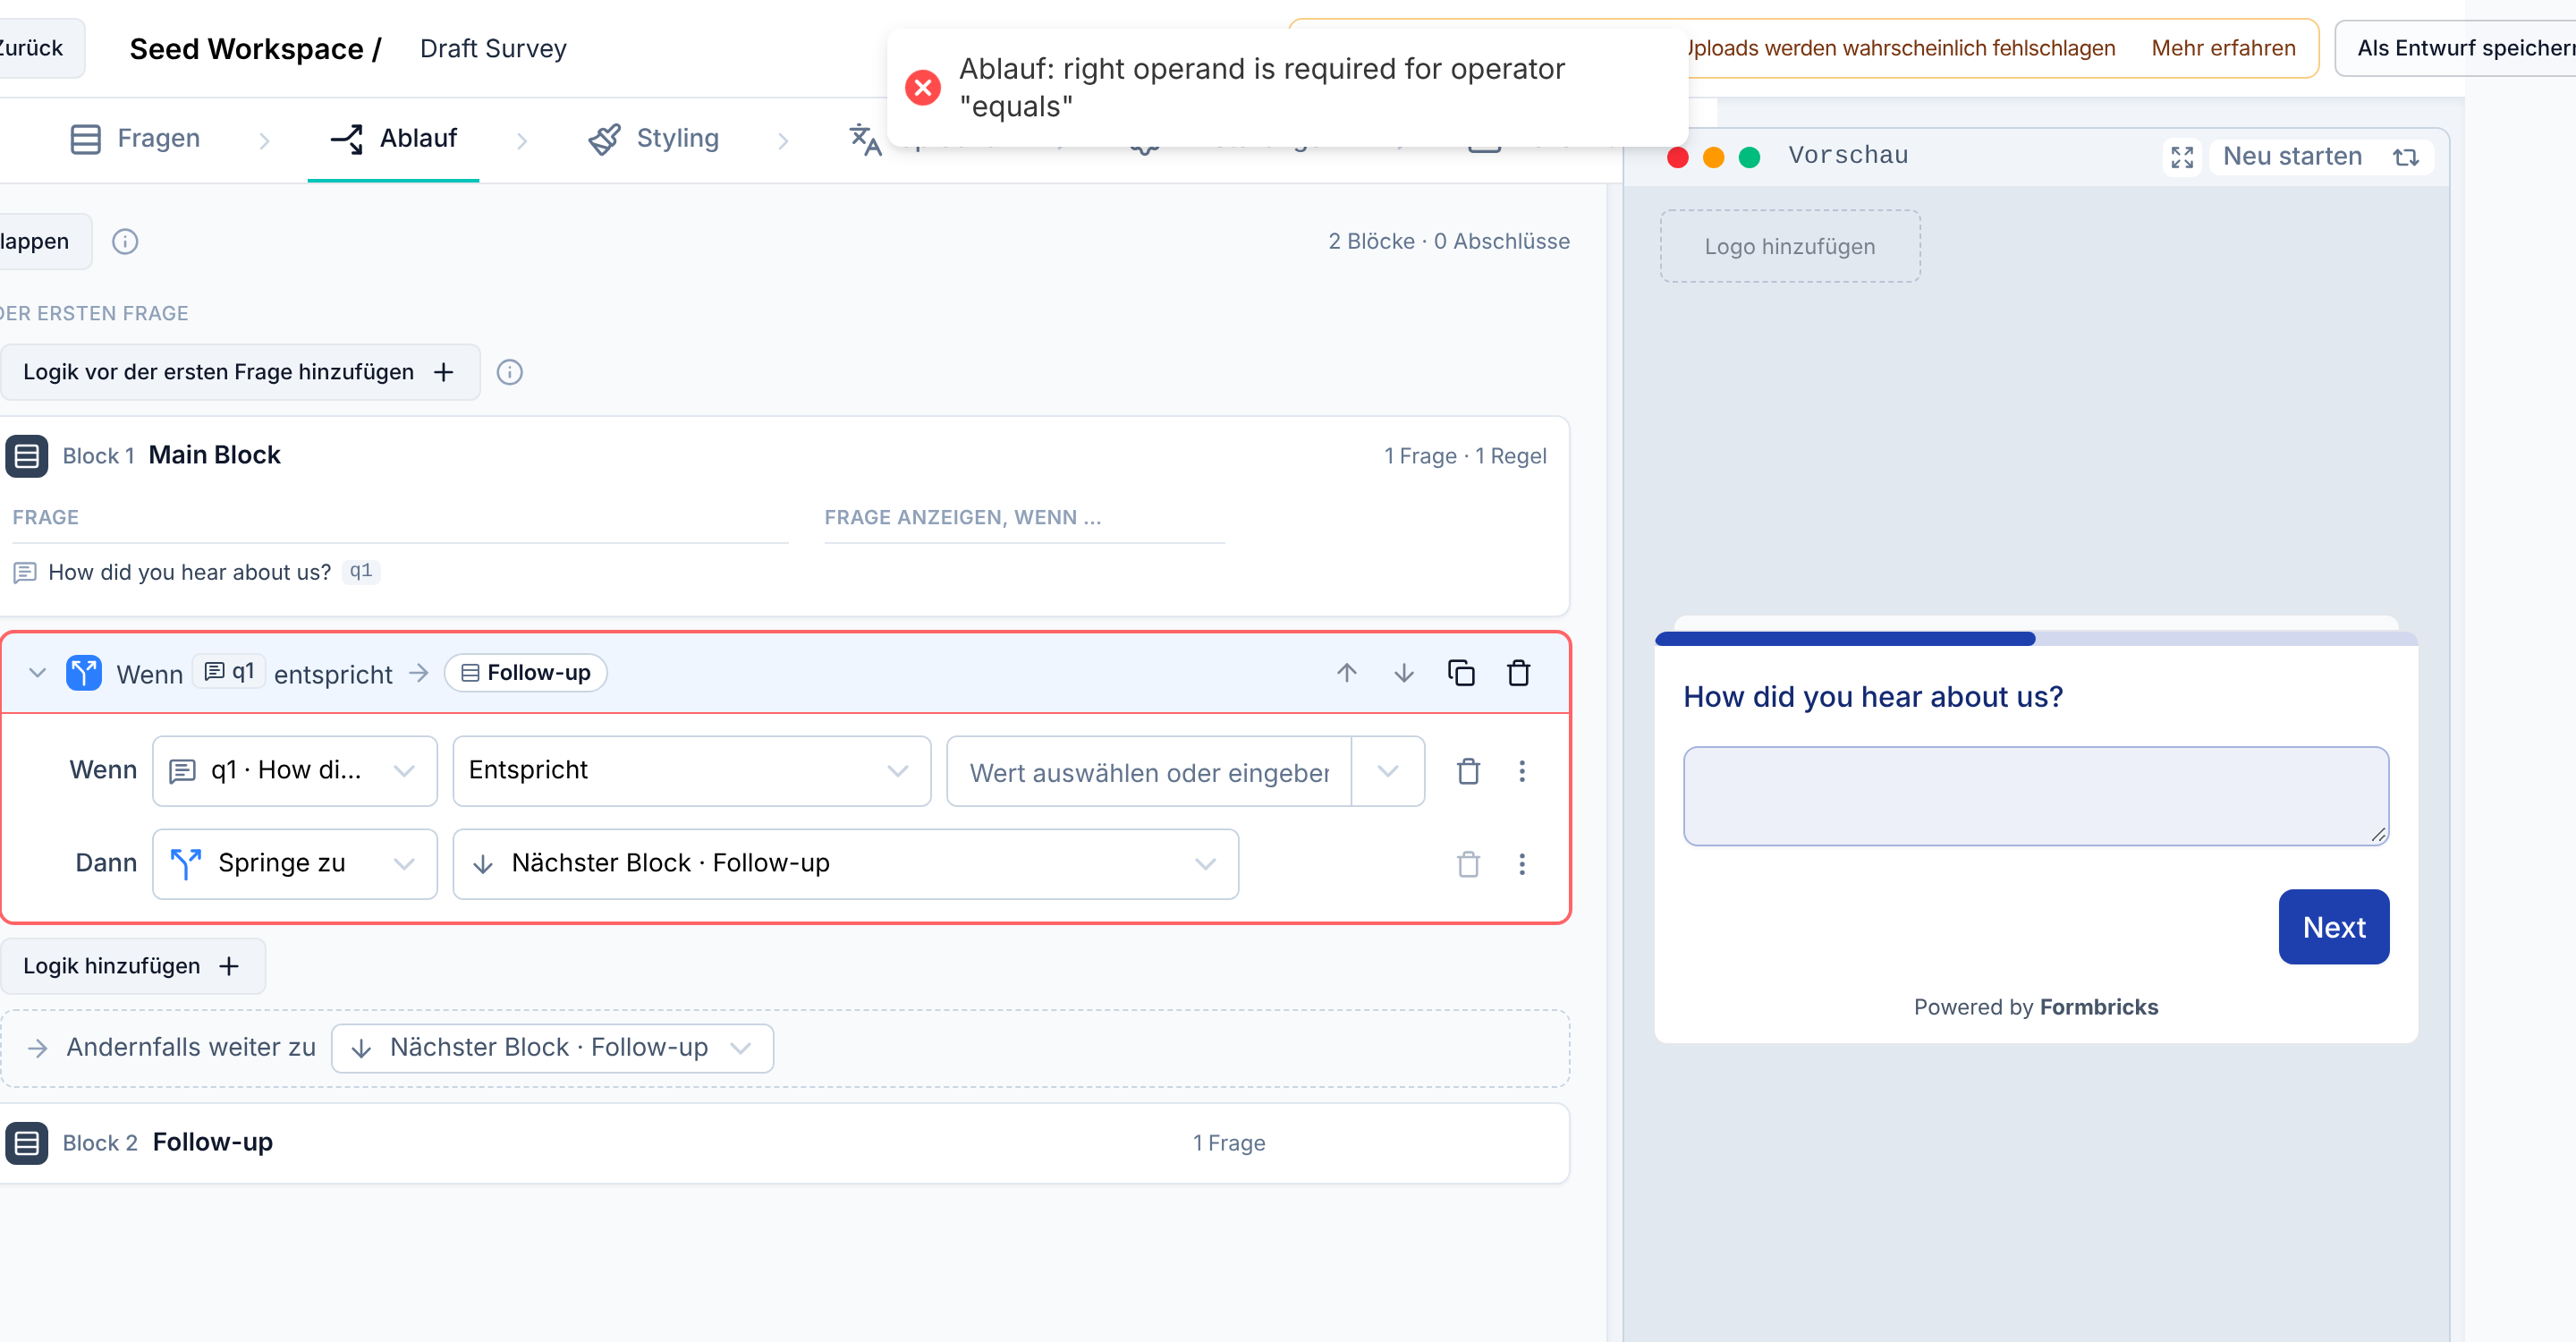 Zurück
Seed Workspace /
Draft Survey
Ablauf: right operand is required for operator
"equals"
Uploads werden wahrscheinlich fehlschlagen
Mehr erfahren
Als Entwurf speichern
Fragen
Ablauf
Styling
Vorschau
Neu starten
lappen
2 Blöcke · 0 Abschlüsse
Logo hinzufügen
DER ERSTEN FRAGE
Logik vor der ersten Frage hinzufügen
Block 1 Main Block
1 Frage · 1 Regel
FRAGE
FRAGE ANZEIGEN, WENN ...
How did you hear about us? q1
Wenn q1 entspricht Follow-up
Wenn q1 · How di... Entspricht Wert auswählen oder eingeben
Dann Springe zu Nächster Block · Follow-up
Logik hinzufügen
Andernfalls weiter zu Nächster Block · Follow-up
Block 2 Follow-up
1 Frage
How did you hear about us?
Next
Powered by Formbricks